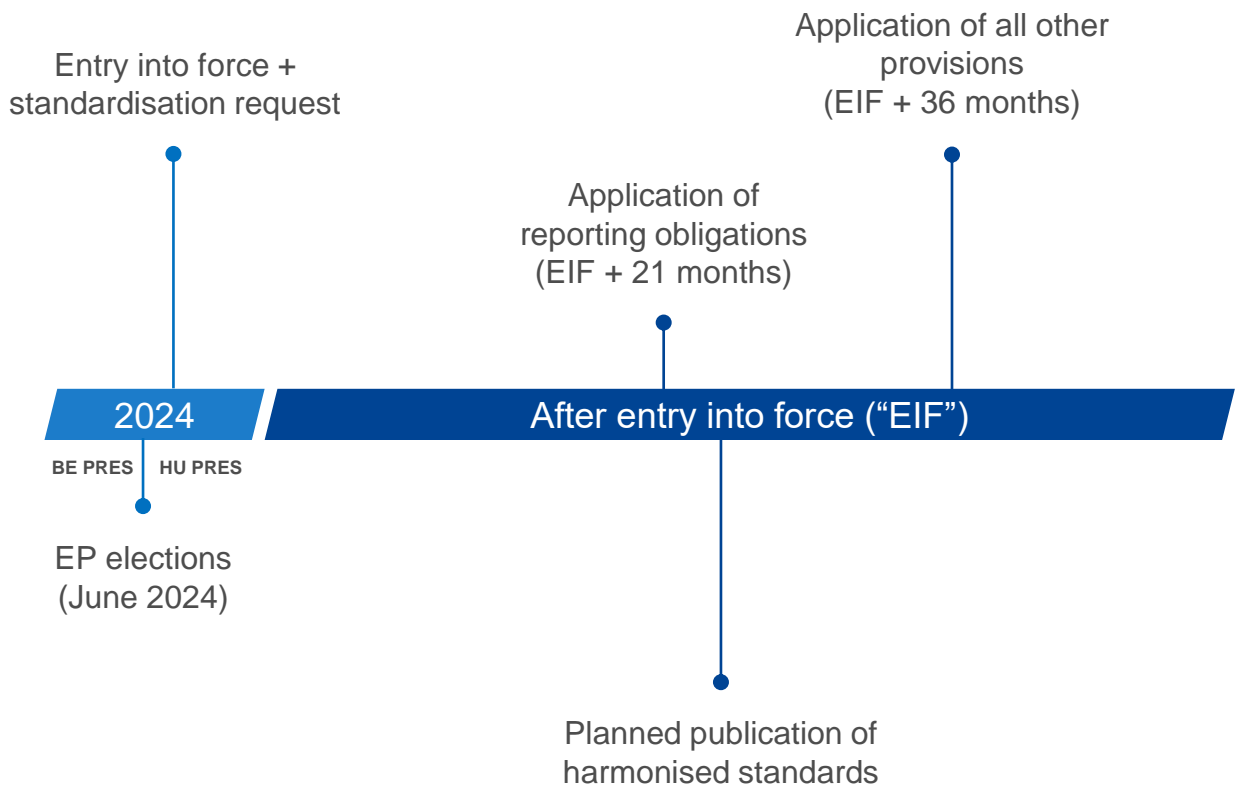 Application of all other
provisions
(EIF + 36 months)
Entry into force +
standardisation request
Application of
reporting obligations
(EIF + 21 months)
2024
After entry into force (“EIF”)
BE PRES
HU PRES
EP elections
(June 2024)
Planned publication of
harmonised standards